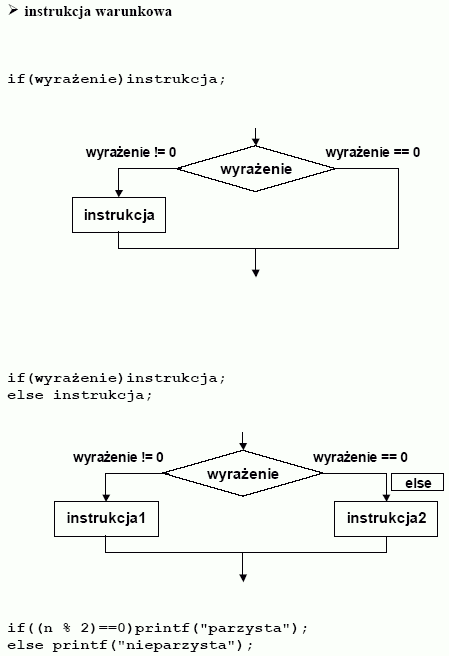 ➢ instrukcja warunkowa
if(wyrażenie)instrukcja;
wyrażenie != 0
wyrażenie == 0
wyrażenie
instrukcja
if(wyrażenie)instrukcja;
else instrukcja;
wyrażenie != 0
wyrażenie == 0
wyrażenie
else
instrukcja1
instrukcja2
if((n % 2)==0)printf("parzysta");
else printf("nieparzysta");